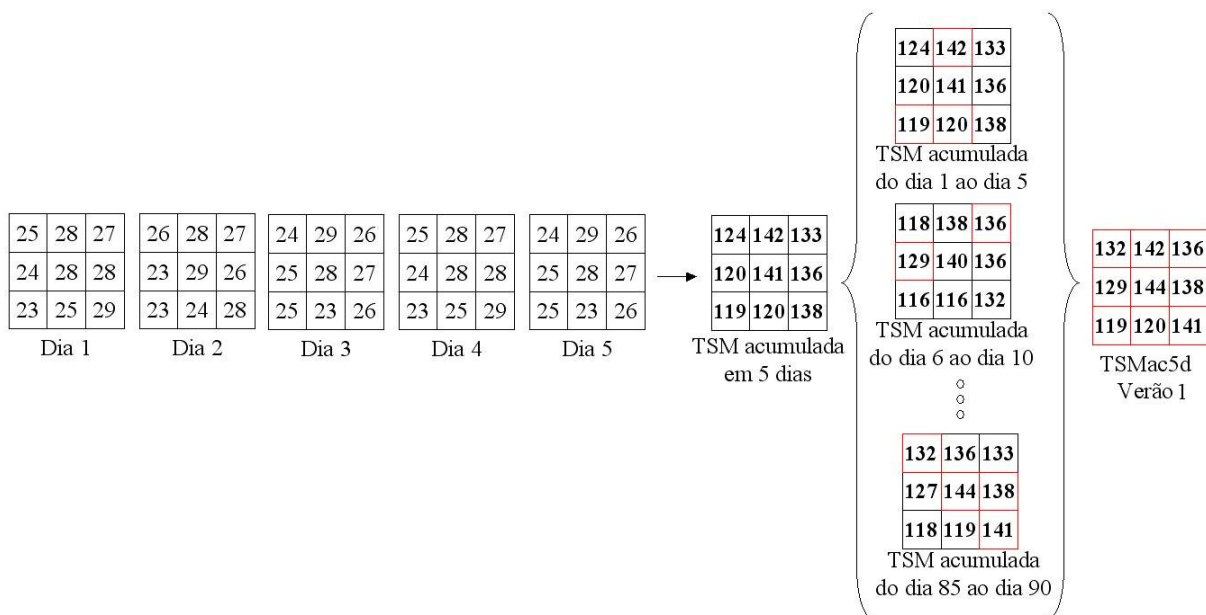 25 28 27
24 28 28
23 25 29
Dia 1
26 28 27
23 29 26
23 24 28
Dia 2
24 29 26
25 28 27
25 23 26
Dia 3
25 28 27
24 28 28
23 25 29
Dia 4
24 29 26
25 28 27
25 23 26
Dia 5
124 142 133
120 141 136
119 120 138
TSM acumulada
em 5 dias
124 142 133
120 141 136
119 120 138
TSM acumulada
do dia 1 ao dia 5
118 138 136
129 140 136
116 116 132
TSM acumulada
do dia 6 ao dia 10
132 136 133
127 144 138
118 119 141
TSM acumulada
do dia 85 ao dia 90
132 142 136
129 144 138
119 120 141
TSMac5d
Verão 1